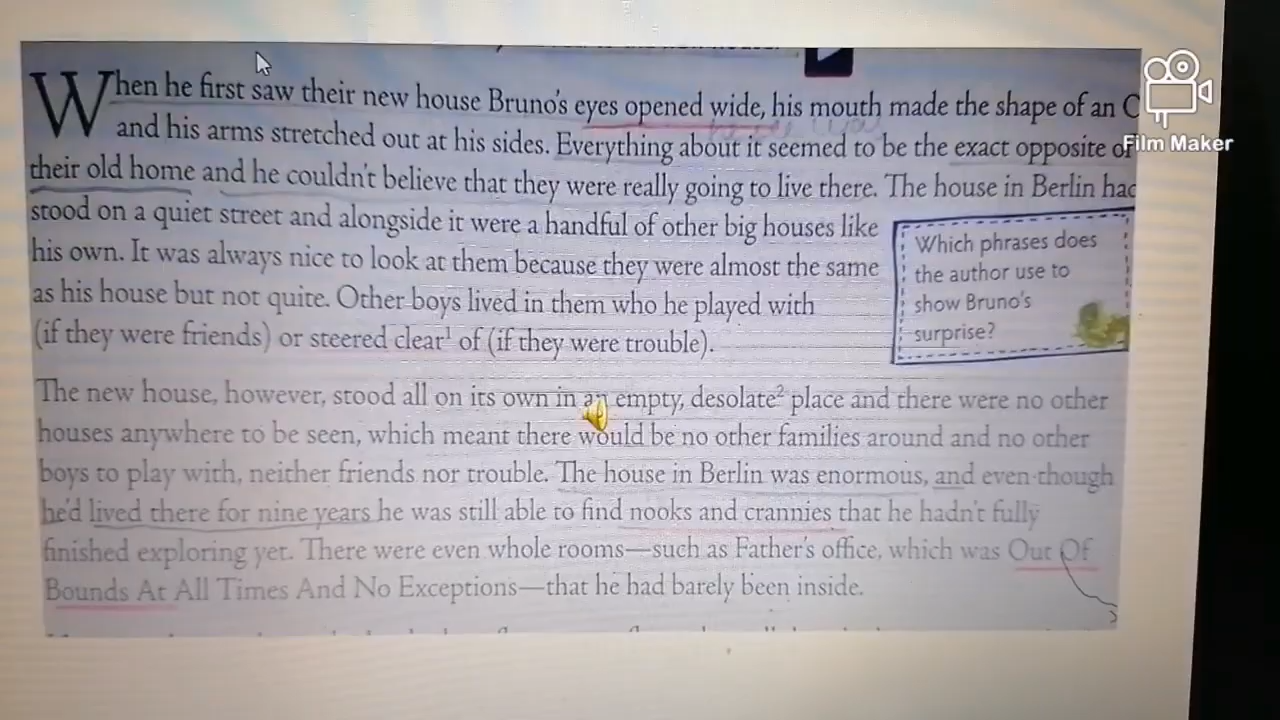 When he first saw their new house Bruno's eyes opened wide, his mouth made the shape of an O
and his arms stretched out at his sides. Everything about it seemed to be the exact opposite of
their old home and he couldn't believe that they were really going to live there. The house in Berlin had
stood on a quiet street and alongside it were a handful of other big houses like
his own. It was always nice to look at them because they were almost the same
as his house but not quite. Other boys lived in them who he played with
(if they were friends) or steered clear¹ of (if they were trouble).
Which phrases does
the author use to
show Bruno's
surprise?
The new house, however, stood all on its own in an empty, desolate² place and there were no other
houses anywhere to be seen, which meant there would be no other families around and no other
boys to play with, neither friends nor trouble. The house in Berlin was enormous, and even though
he'd lived there for nine years he was still able to find nooks and crannies that he hadn't fully
finished exploring yet. There were even whole rooms—such as Father's office, which was Out Of
Bounds At All Times And No Exceptions—that he had barely been inside.
Film Maker